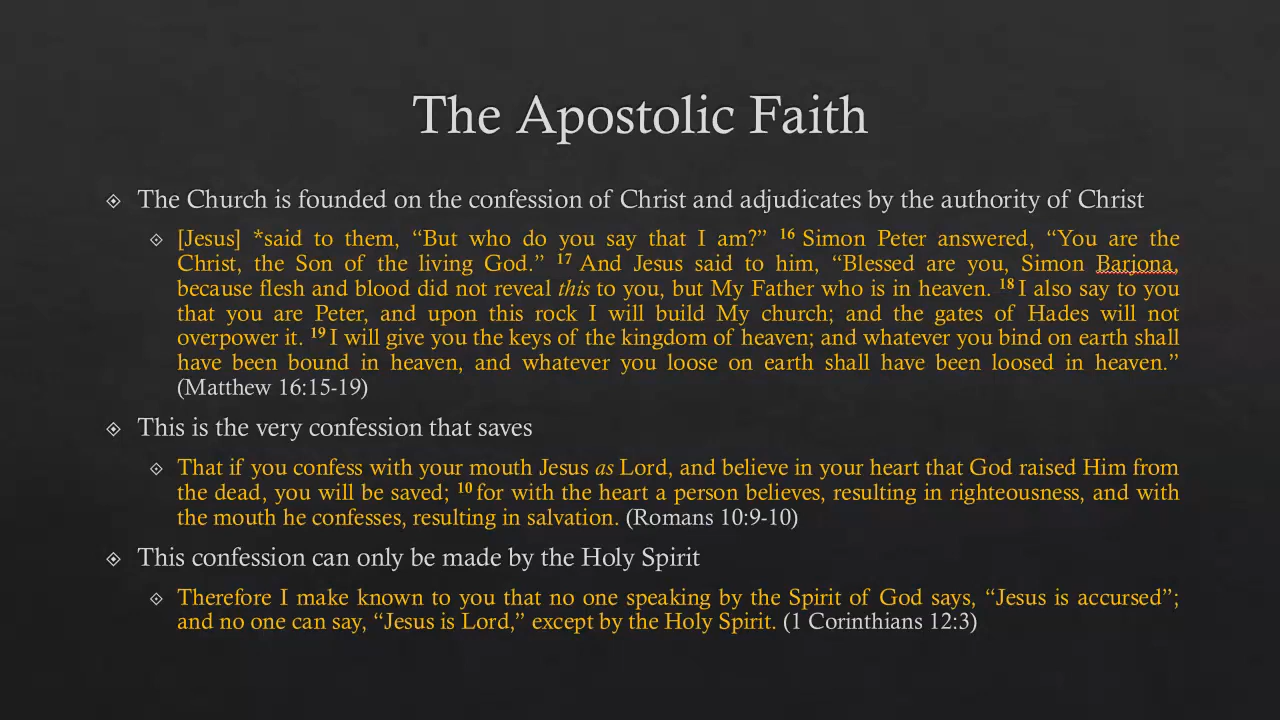 The Apostolic Faith
The Church is founded on the confession of Christ and adjudicates by the authority of Christ
[Jesus] *said to them, “But who do you say that I am?” 16 Simon Peter answered, “You are the
Christ, the Son of the living God.” 17 And Jesus said to him, “Blessed are you, Simon Barjona,
because flesh and blood did not reveal this to you, but My Father who is in heaven. 18 I also say to you
that you are Peter, and upon this rock I will build My church; and the gates of Hades will not
overpower it. 19 I will give you the keys of the kingdom of heaven; and whatever you bind on earth shall
have been bound in heaven, and whatever you loose on earth shall have been loosed in heaven.”
(Matthew 16:15-19)
This is the very confession that saves
That if you confess with your mouth Jesus as Lord, and believe in your heart that God raised Him from
the dead, you will be saved; 10 for with the heart a person believes, resulting in righteousness, and with
the mouth he confesses, resulting in salvation. (Romans 10:9-10)
This confession can only be made by the Holy Spirit
Therefore I make known to you that no one speaking by the Spirit of God says, “Jesus is accursed”;
and no one can say, “Jesus is Lord,” except by the Holy Spirit. (1 Corinthians 12:3)